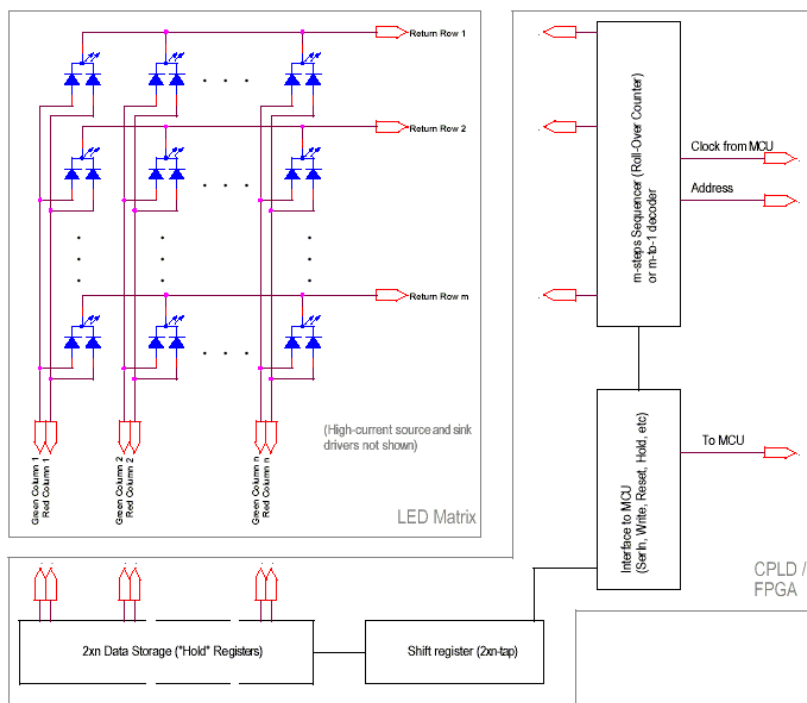 Return Row 1
Return Row 2
Return Row m
Green Column 1
Red Column 1
Green Column 2
Red Column 2
Green Column n
Red Column n
(High-current source and sink
drivers not shown)
LED Matrix
m-steps Sequencer (Roll-Over Counter)
or m-to-1 decoder
Clock from MCU
Address
Interface to MCU
(SerIn, Write, Reset, Hold, etc)
To MCU
CPLD /
FPGA
2xn Data Storage ("Hold" Registers)
Shift register (2xn-tap)